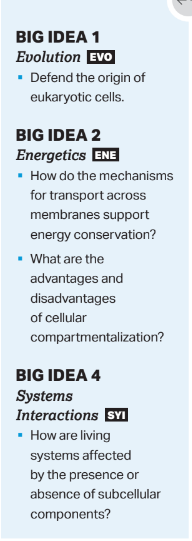 BIG IDEA 1
Evolution EVO
▪ Defend the origin of
eukaryotic cells.
BIG IDEA 2
Energetics ENE
▪ How do the mechanisms
for transport across
membranes support
energy conservation?
▪ What are the
advantages and
disadvantages
of cellular
compartmentalization?
BIG IDEA 4
Systems
Interactions SYI
▪ How are living
systems affected
by the presence or
absence of subcellular
components?